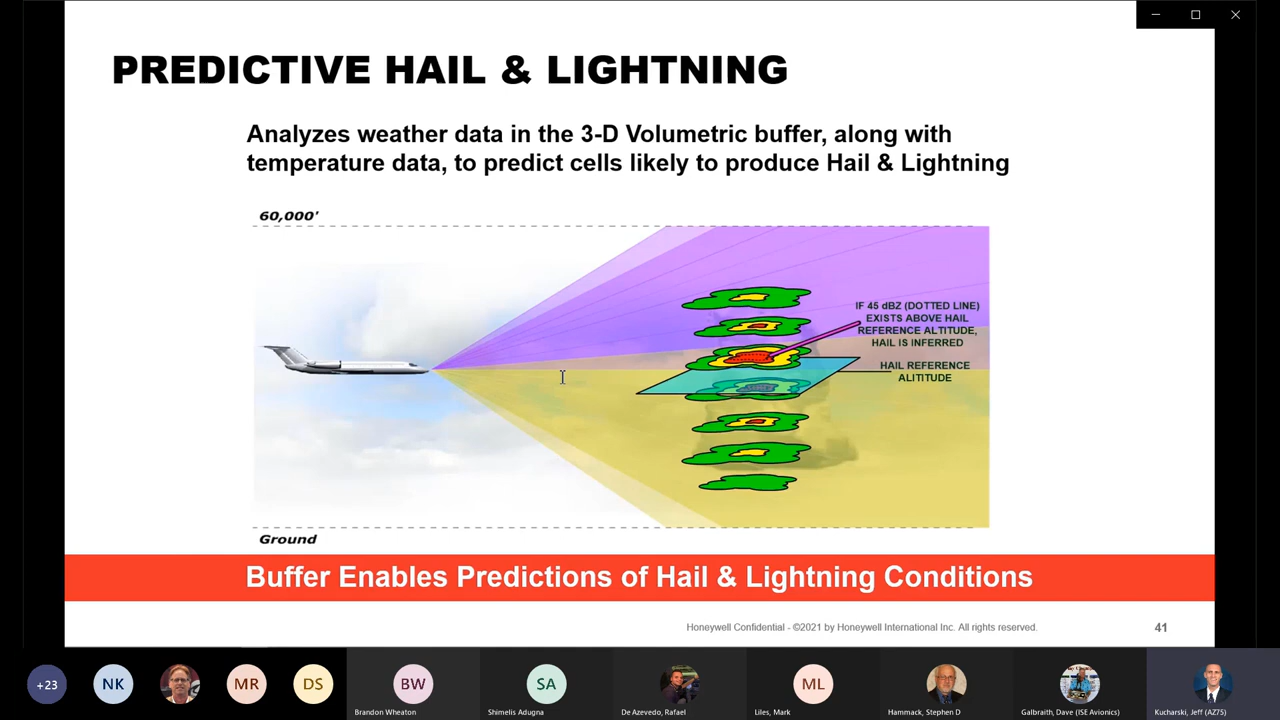 PREDICTIVE HAIL & LIGHTNING
Analyzes weather data in the 3-D Volumetric buffer, along with
temperature data, to predict cells likely to produce Hail & Lightning
60,000'
IF 45 dBZ (DOTTED LINE)
EXISTS ABOVE HAIL
REFERENCE ALTITUDE,
HAIL IS INFERRED
HAIL REFERENCE
ALITITUDE
Ground
Buffer Enables Predictions of Hail & Lightning Conditions
Honeywell Confidential - ©2021 by Honeywell International Inc. All rights reserved.
41
+23
NK
MR
DS
BW
SA
ML
Brandon Wheaton
Shimelis Adugna
De Azevedo, Rafael
Liles, Mark
Hammack, Stephen D
Galbraith, Dave (ISE Avionics)
Kucharski, Jeff (AZ75)